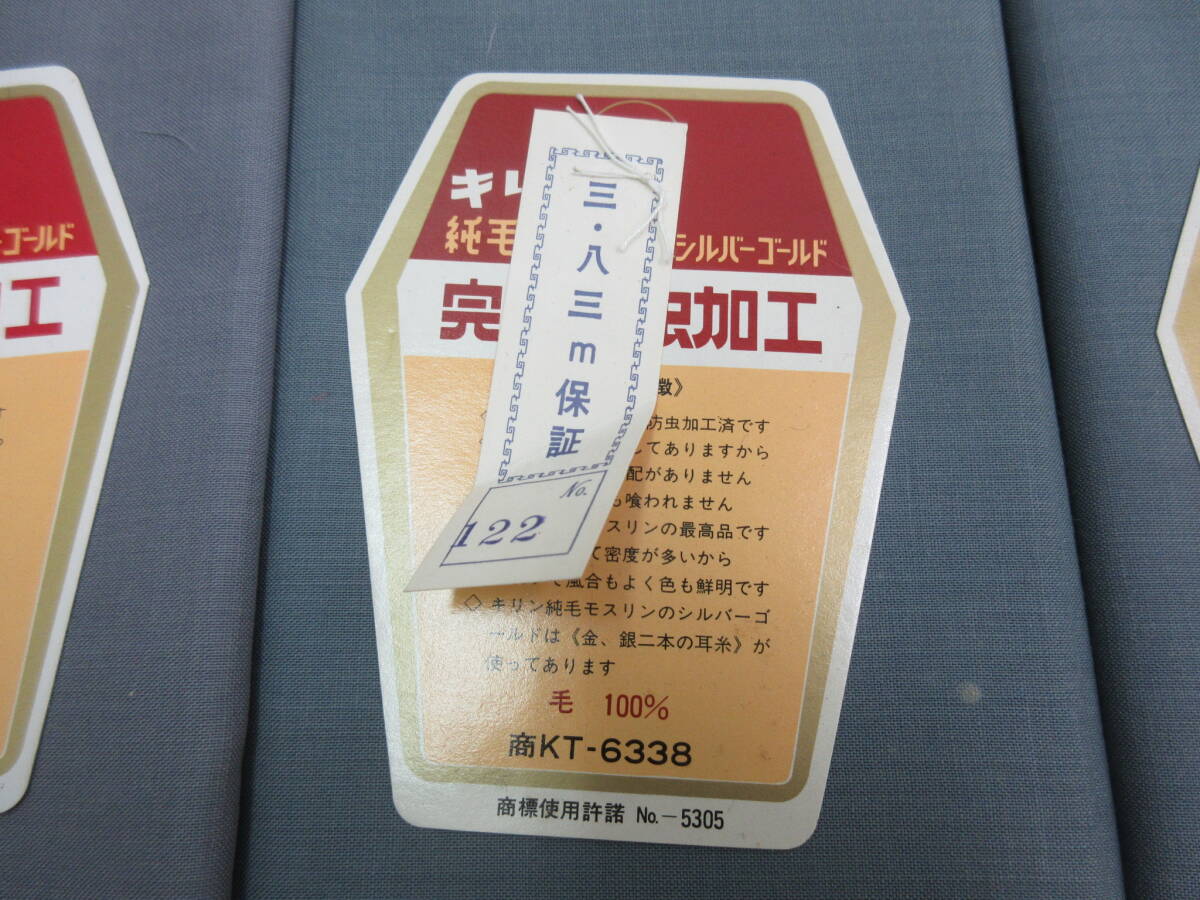 キリ
純毛
シルバーゴールド
完
虫加工
徴》
防虫加工済です
してありますから
配がありません
も喰われません
スリンの最高品です
て密度が多いから
て風合もよく色も鮮明です
◇ キリン純毛モスリンのシルバーゴ
ールドは《金、銀二本の耳糸》が
使ってあります
毛 100%
商KT-6338
商標使用許諾 No.-5305
三・八三m保証
No.
122
ゴールド
工